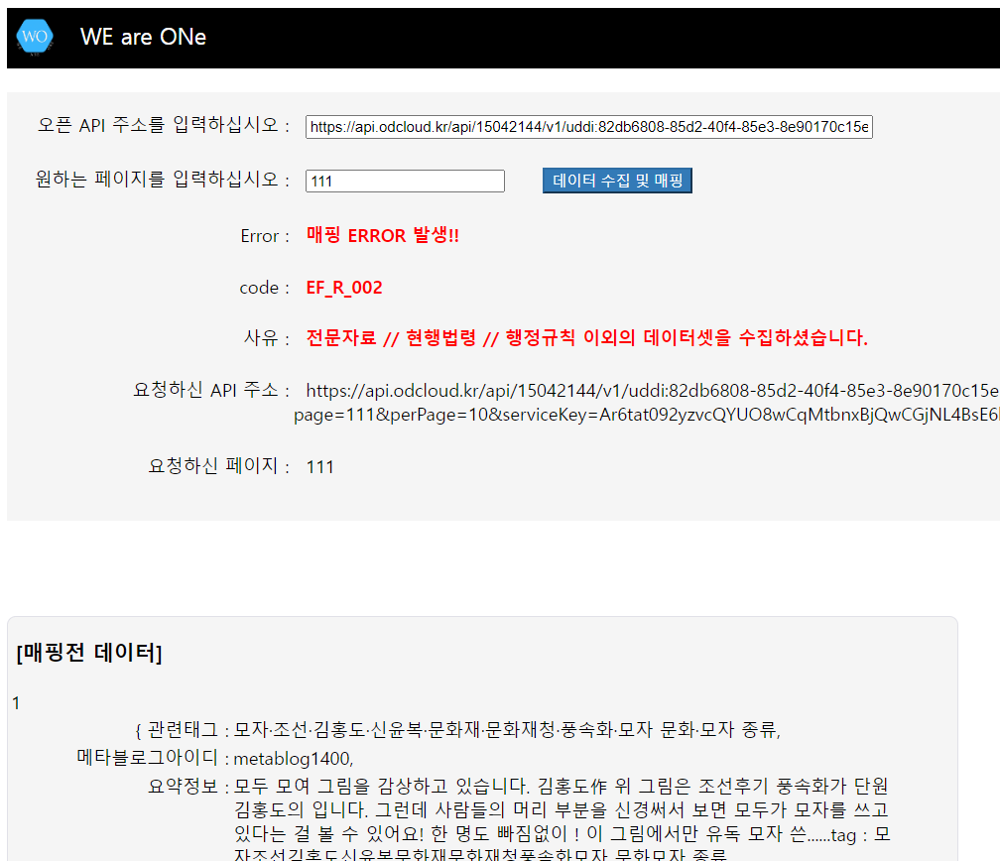 WO
WE are ONe
오픈 API 주소를 입력하십시오 : https://api.odcloud.kr/api/15042144/v1/uddi:82db6808-85d2-40f4-85e3-8e90170c15e
원하는 페이지를 입력하십시오 : 111 데이터 수집 및 매핑
Error : 매핑 ERROR 발생!!
code : EF_R_002
사유 : 전문자료 // 현행법령 // 행정규칙 이외의 데이터셋을 수집하셨습니다.
요청하신 API 주소 : https://api.odcloud.kr/api/15042144/v1/uddi:82db6808-85d2-40f4-85e3-8e90170c15e
page=111&perPage=10&serviceKey=Ar6tat092yzvcQYUO8wCqMtbnxBjQwCGjNL4BsE6
요청하신 페이지 : 111
[매핑전 데이터]
1
{ 관련태그 : 모자·조선·김홍도·신윤복·문화재·문화재청·풍속화·모자 문화·모자 종류,
메타블로그아이디 : metablog1400,
요약정보 : 모두 모여 그림을 감상하고 있습니다. 김홍도作 위 그림은 조선후기 풍속화가 단원
김홍도의 입니다. 그런데 사람들의 머리 부분을 신경써서 보면 모두가 모자를 쓰고
있다는 걸 볼 수 있어요! 한 명도 빠짐없이 ! 이 그림에서만 유독 모자 쓴......tag : 모
자조선김홍도신윤복문화재문화재청풍속화모자 문화모자 종류